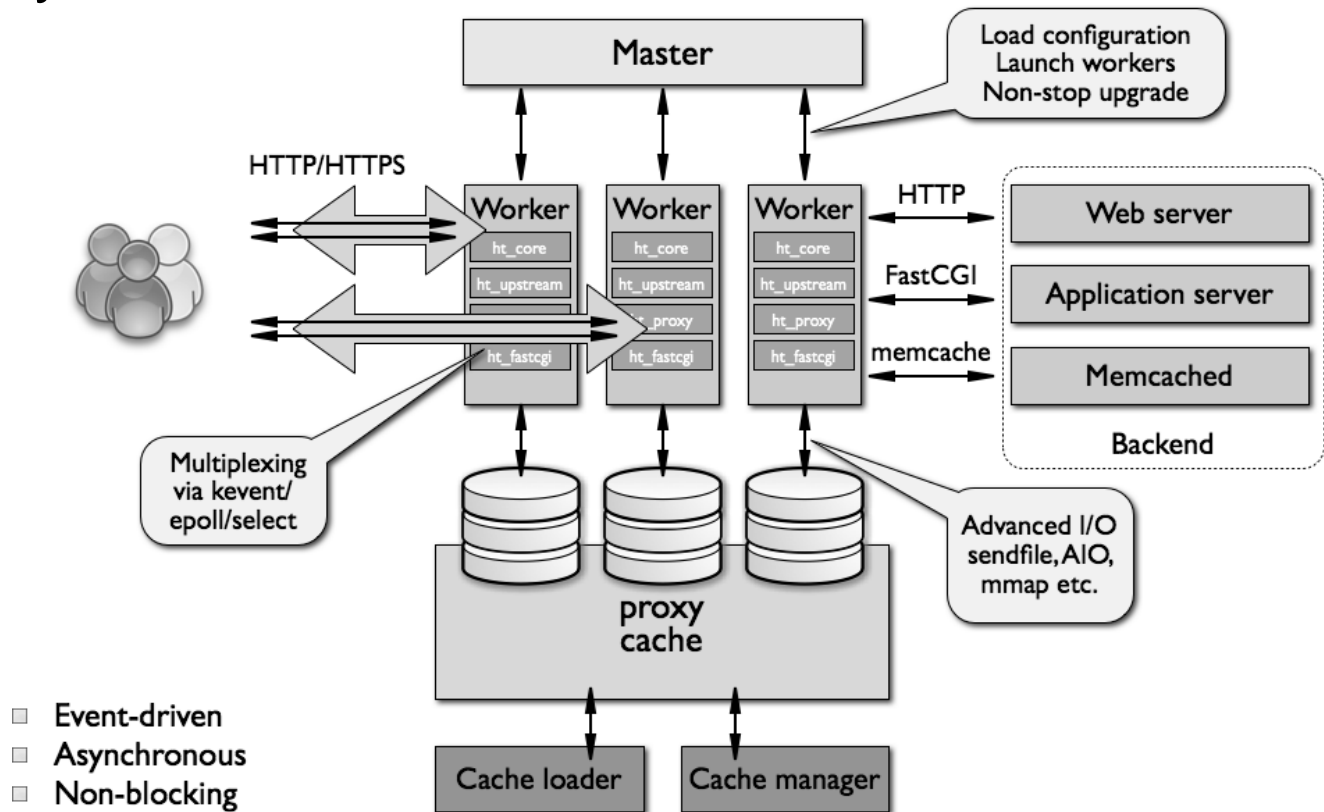 Master
Load configuration
Launch workers
Non-stop upgrade
HTTP/HTTPS
Worker
ht_core
ht_upstream
ht_fastcgi
Worker
ht_core
ht_upstream
ht_proxy
ht_fastcgi
Worker
ht_core
ht_upstream
ht_proxy
ht_fastcgi
HTTP
FastCGI
memcache
Web server
Application server
Memcached
Backend
Multiplexing
via kevent/
epoll/select
Advanced I/O
sendfile, AIO,
mmap etc.
proxy
cache
Cache loader
Cache manager
Event-driven
Asynchronous
Non-blocking